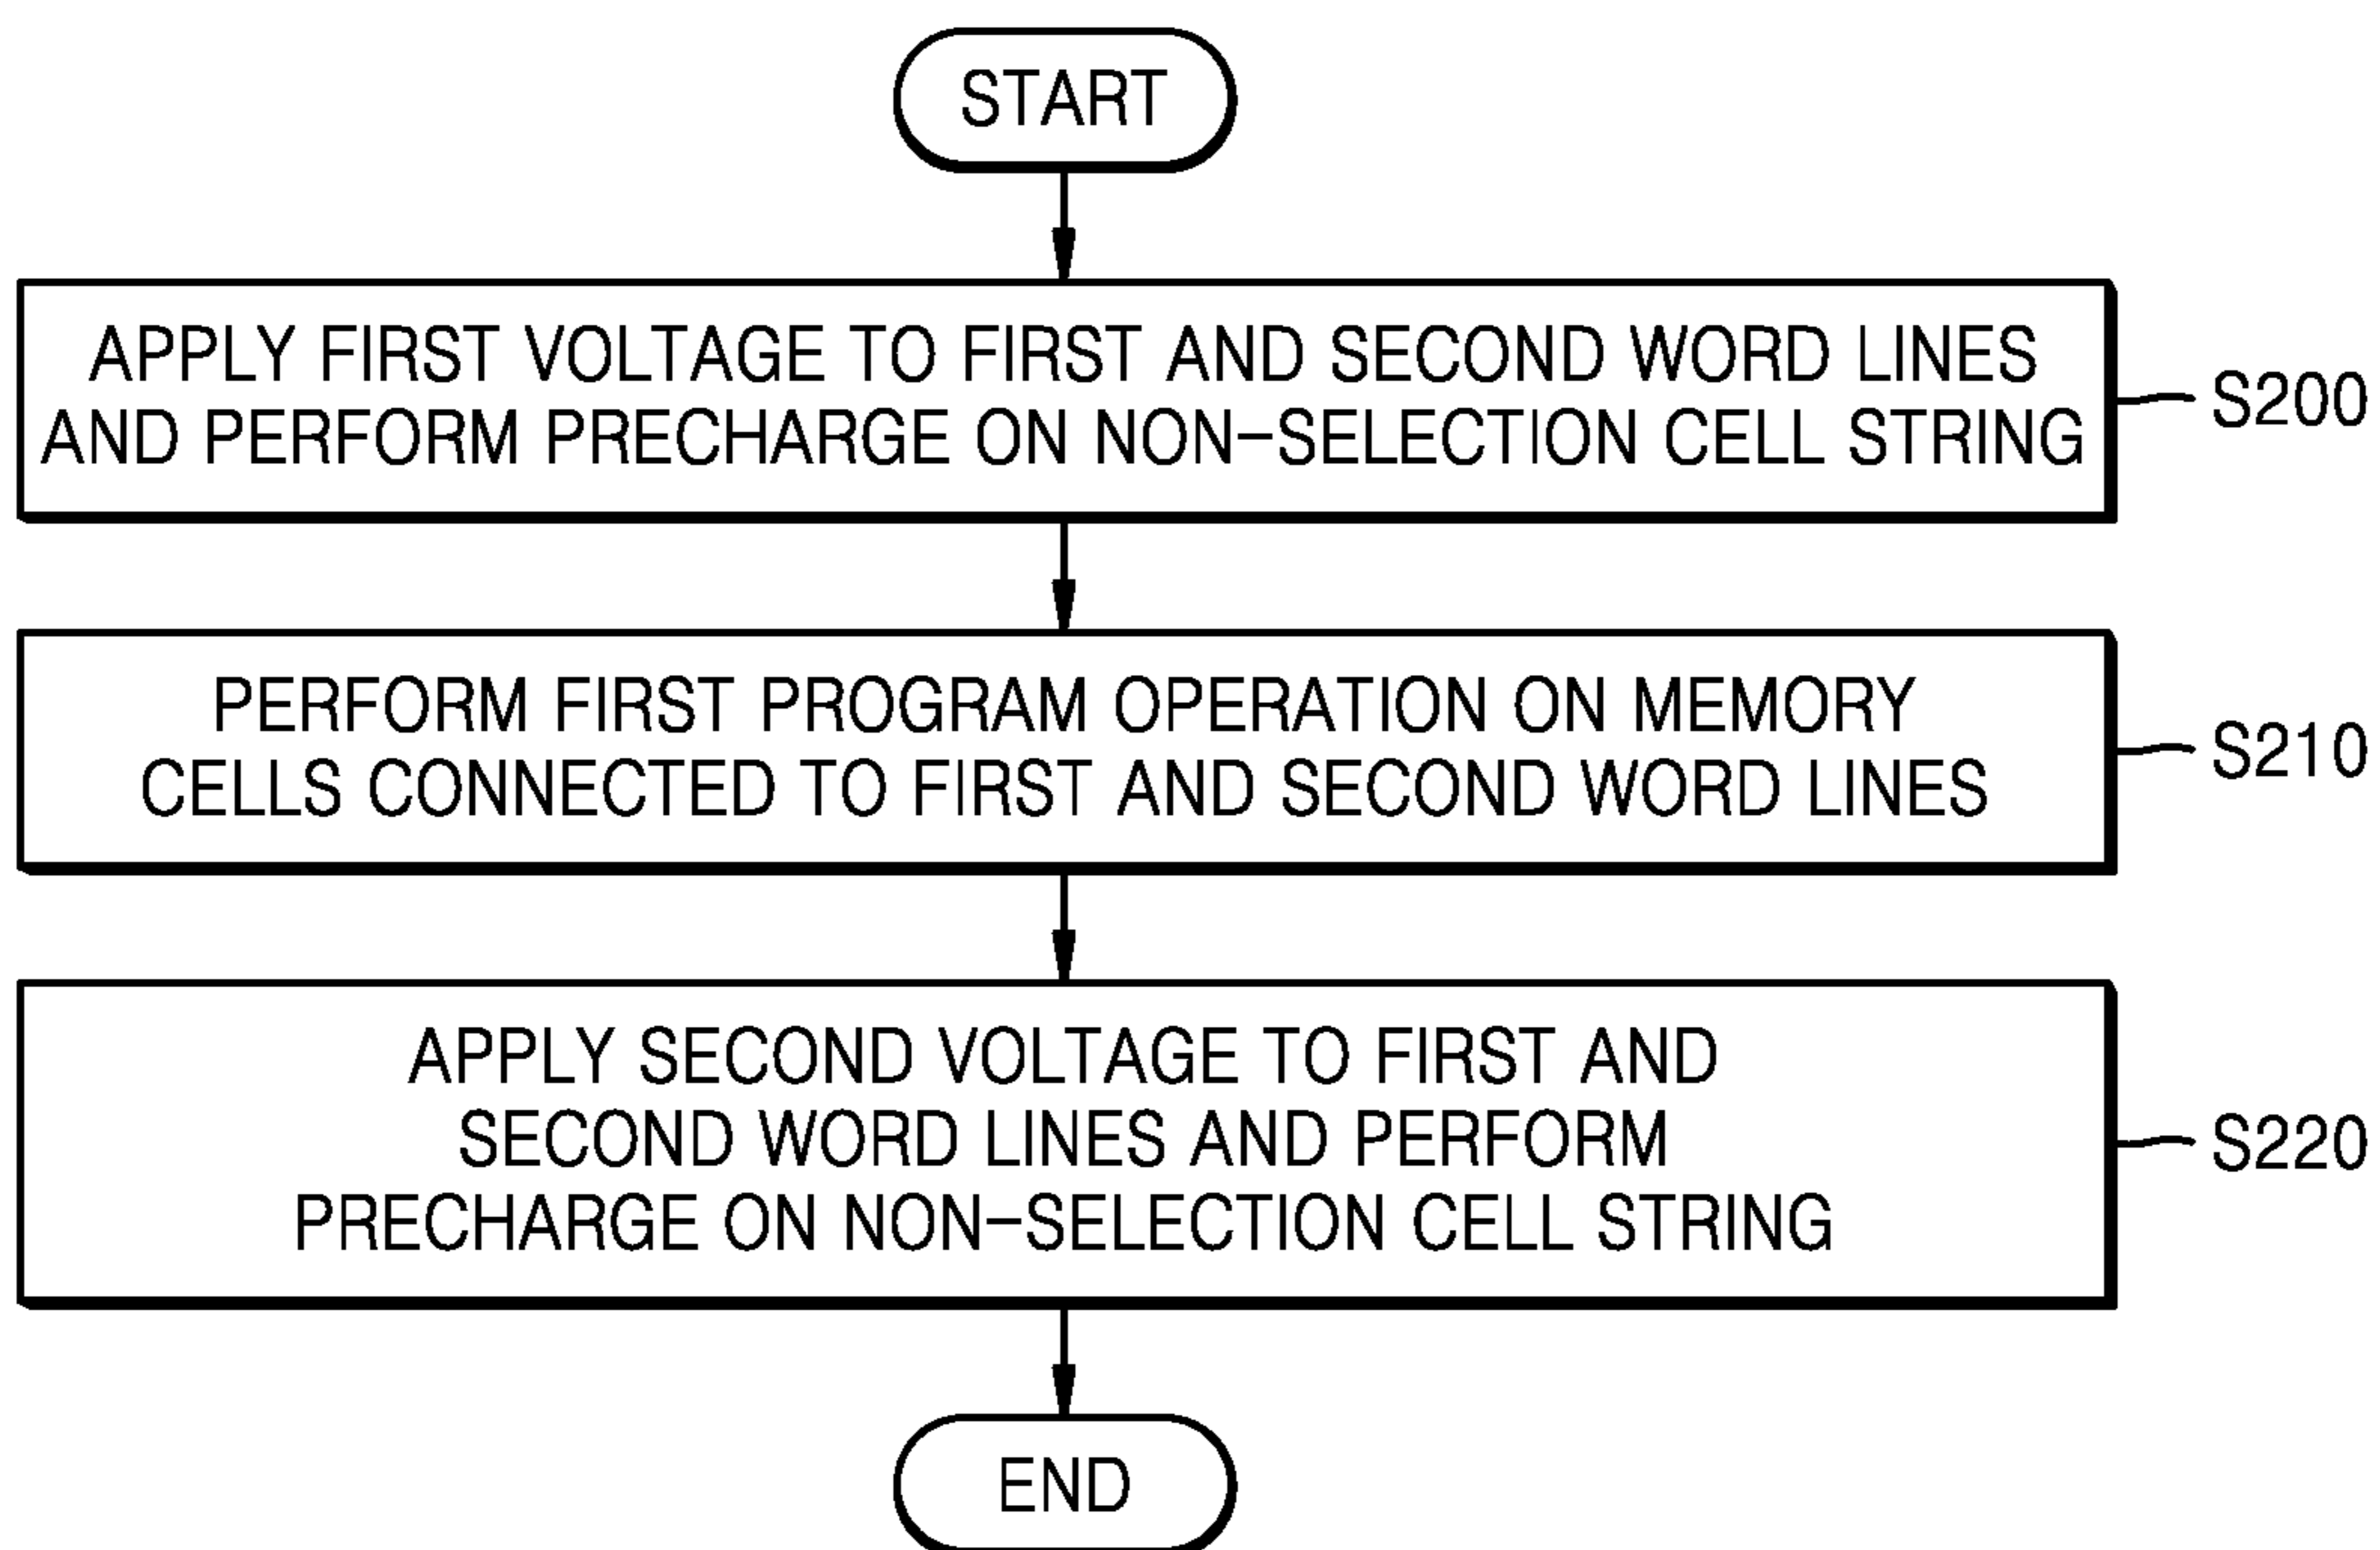 START
APPLY FIRST VOLTAGE TO FIRST AND SECOND WORD LINES
AND PERFORM PRECHARGE ON NON-SELECTION CELL STRING
S200
PERFORM FIRST PROGRAM OPERATION ON MEMORY
CELLS CONNECTED TO FIRST AND SECOND WORD LINES
S210
APPLY SECOND VOLTAGE TO FIRST AND
SECOND WORD LINES AND PERFORM
PRECHARGE ON NON-SELECTION CELL STRING
S220
END